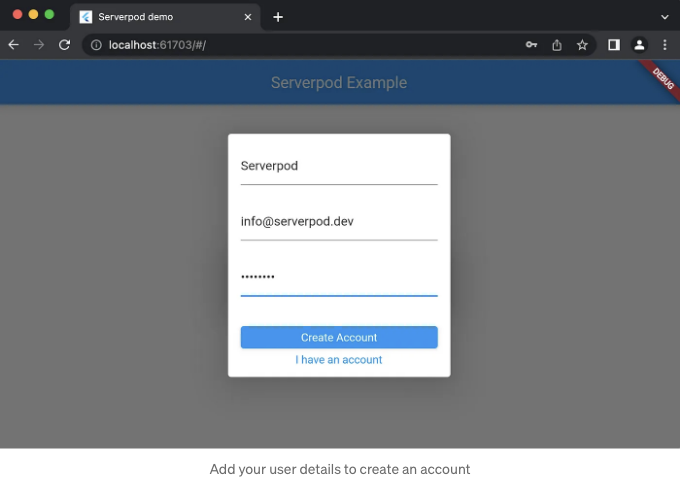 Serverpod demo
localhost:61703/#/
Serverpod Example
DEBUG
Serverpod
info@serverpod.dev
••••••••
Create Account
I have an account
Add your user details to create an account